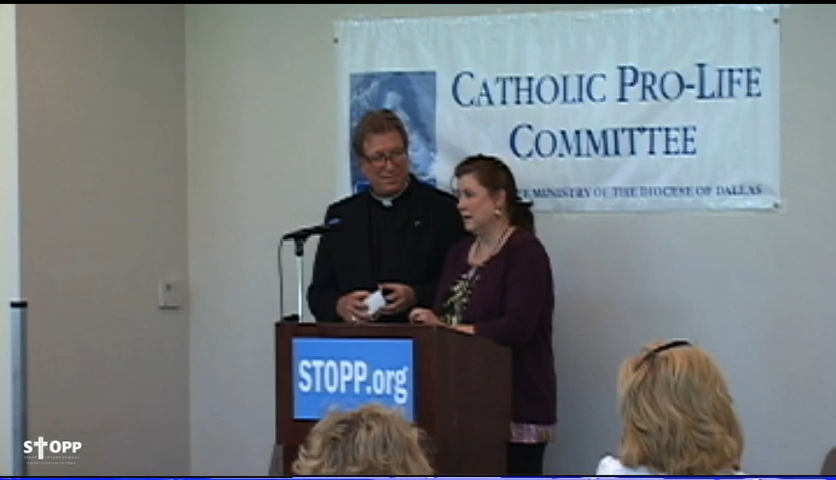 CATHOLIC PRO-LIFE
COMMITTEE
MINISTRY OF THE DIOCESE OF DALLAS
STOPP.org
STOPP